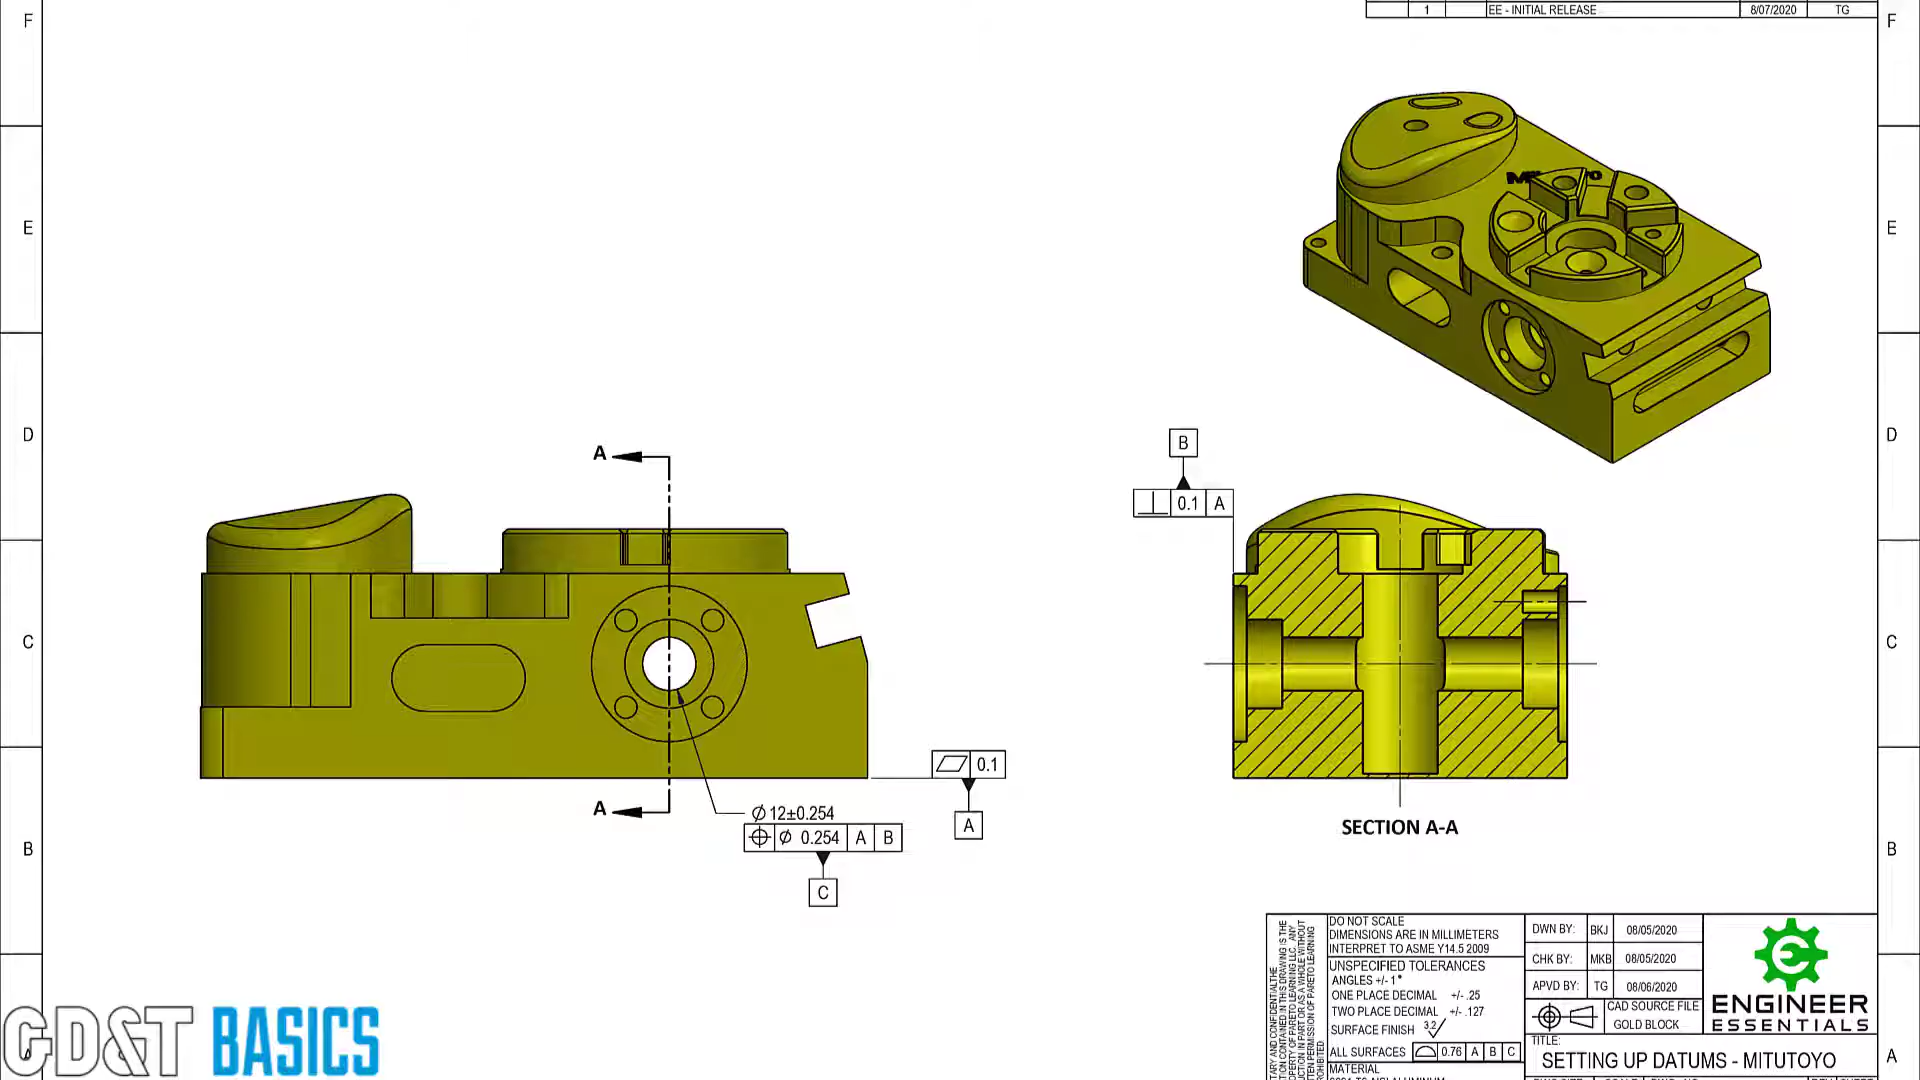 F
F
1 EE - INITIAL RELEASE 8/07/2020 TG
E
E
D
D
A
B
⟂ 0.1 A
C
C
⏥ 0.1
A
A
⌀ 12±0.254
⌖ ⌀ 0.254 A B
C
SECTION A-A
B
B
DO NOT SCALE
DIMENSIONS ARE IN MILLIMETERS
INTERPRET TO ASME Y14.5 2009
UNSPECIFIED TOLERANCES
ANGLES +/- 1°
ONE PLACE DECIMAL +/- .25
TWO PLACE DECIMAL +/- .127
SURFACE FINISH 3.2
ALL SURFACES ⌓ 0.76 A B C
MATERIAL
DWN BY: BKJ 08/05/2020
CHK BY: MKB 08/05/2020
APVD BY: TG 08/06/2020
CAD SOURCE FILE
GOLD BLOCK
ENGINEER
ESSENTIALS
TITLE:
SETTING UP DATUMS - MITUTOYO
A
GD&T BASICS